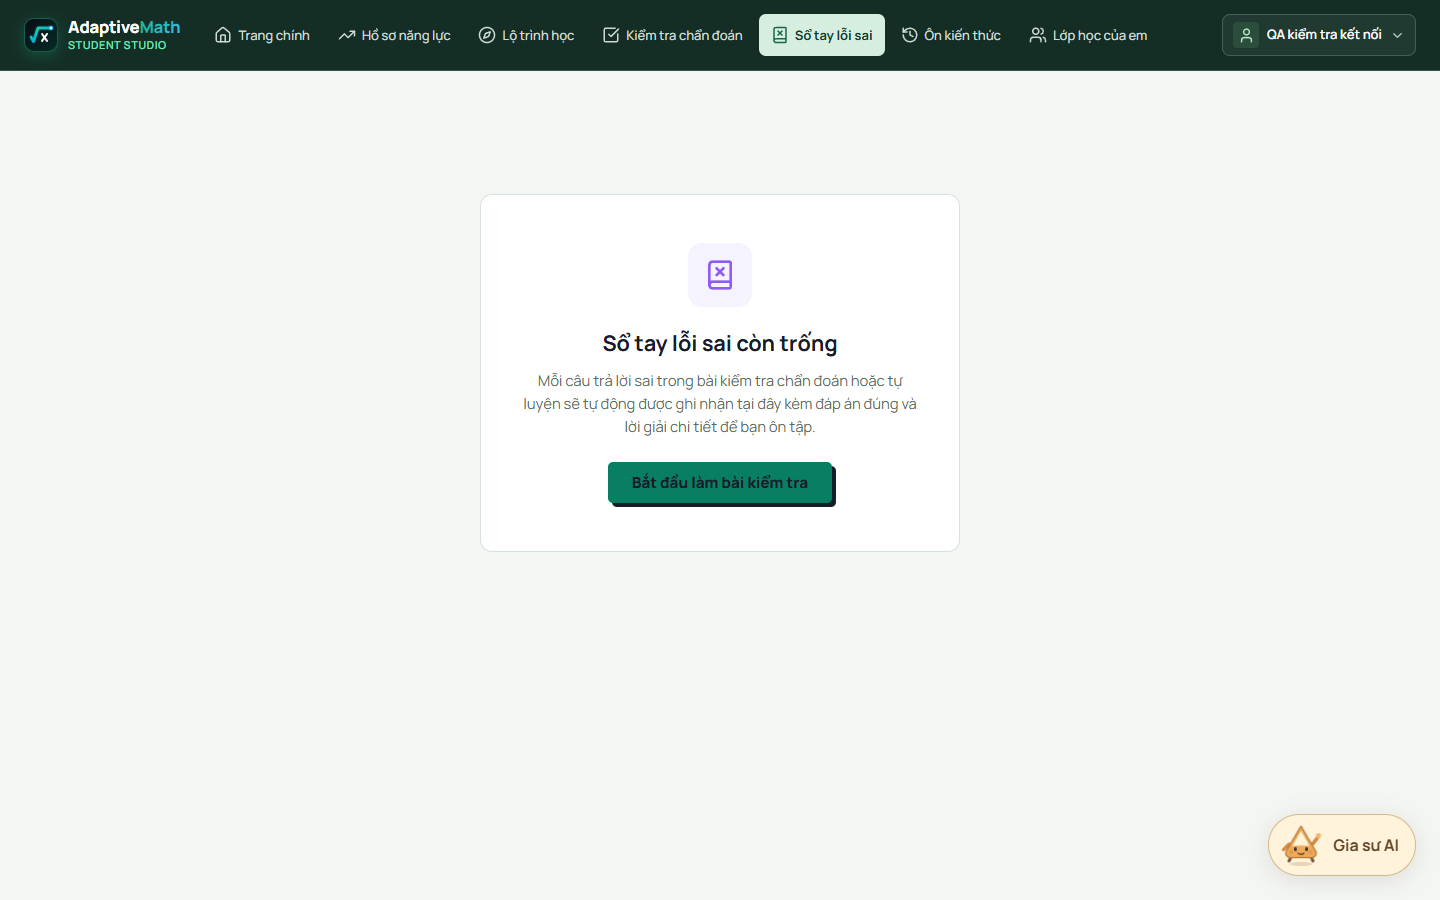 AdaptiveMath
STUDENT STUDIO
Trang chính
Hồ sơ năng lực
Lộ trình học
Kiểm tra chẩn đoán
Sổ tay lỗi sai
Ôn kiến thức
Lớp học của em
QA kiểm tra kết nối
Sổ tay lỗi sai còn trống
Mỗi câu trả lời sai trong bài kiểm tra chẩn đoán hoặc tự
luyện sẽ tự động được ghi nhận tại đây kèm đáp án đúng và
lời giải chi tiết để bạn ôn tập.
Bắt đầu làm bài kiểm tra
Gia sư AI